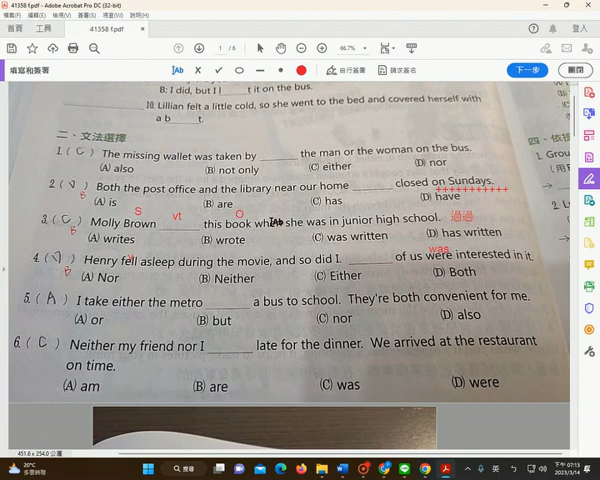 41358 f.pdf - Adobe Acrobat Pro DC (32-bit)
檔案(F) 編輯(E) 檢視(V) 簽署(S) 視窗(W) 說明(H)
首頁 工具 41358 f.pdf × 登入
1 / 6 66.7%
填寫和簽署 Ab 自行簽署 請求簽名 下一步 關閉
B: I did, but I l t it on the bus.
10. Lillian felt a little cold, so she went to the bed and covered herself with
a b t.
二、文法選擇
四、依提
1. ( C ) The missing wallet was taken by ______ the man or the woman on the bus.
(A) also (B) not only (C) either (D) nor
1. Grou
2. ( ) Both the post office and the library near our home ______ closed on Sundays.
B (A) is (B) are (C) has (D) have
S vt O 過過
3. ( C ) Molly Brown ______ this book when she was in junior high school.
B (A) writes (B) wrote (C) was written (D) has written
was
4. ( ) Henry fell asleep during the movie, and so did I. ______ of us were interested in it.
B (A) Nor (B) Neither (C) Either (D) Both
5. ( A ) I take either the metro ______ a bus to school. They're both convenient for me.
(A) or (B) but (C) nor (D) also
6. ( C ) Neither my friend nor I ______ late for the dinner. We arrived at the restaurant
on time.
(A) am (B) are (C) was (D) were
451.6 x 254.0 公釐
20°C
多雲時陰
搜尋
英
下午 07:13
2023/3/14